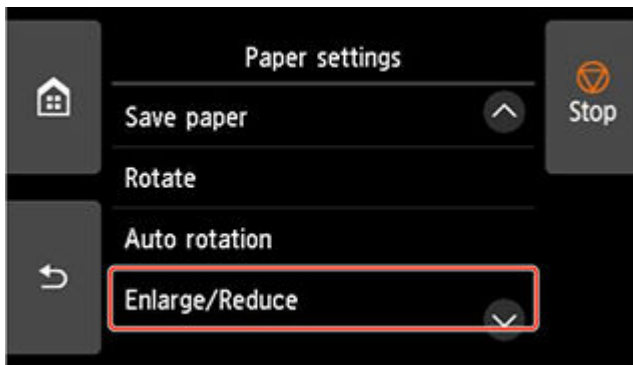 Paper settings
Save paper
Stop
Rotate
Auto rotation
Enlarge/Reduce